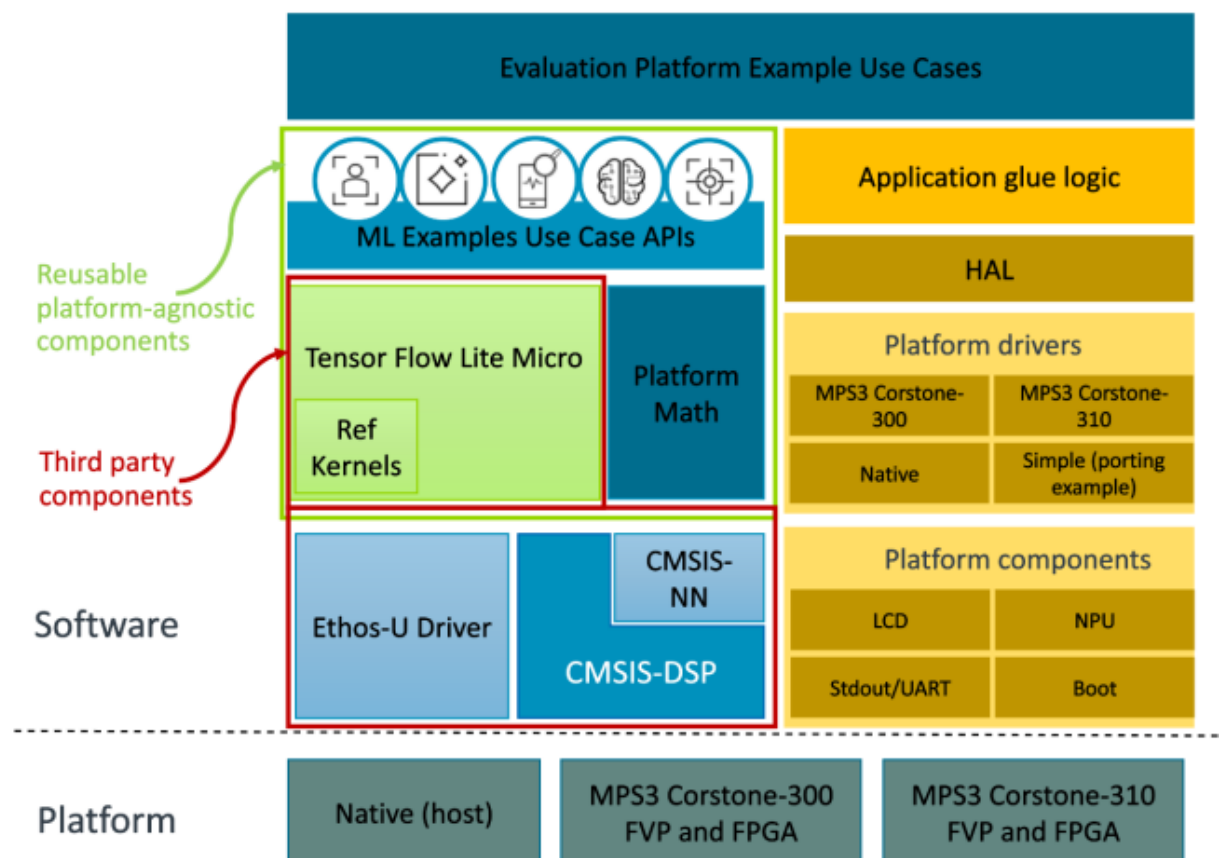 Evaluation Platform Example Use Cases
ML Examples Use Case APIs
Application glue logic
HAL
Reusable
platform-agnostic
components
Tensor Flow Lite Micro
Ref
Kernels
Platform
Math
Platform drivers
MPS3 Corstone-
300
MPS3 Corstone-
310
Native
Simple (porting
example)
Third party
components
Software
Ethos-U Driver
CMSIS-
NN
CMSIS-DSP
Platform components
LCD
NPU
Stdout/UART
Boot
Platform
Native (host)
MPS3 Corstone-300
FVP and FPGA
MPS3 Corstone-310
FVP and FPGA